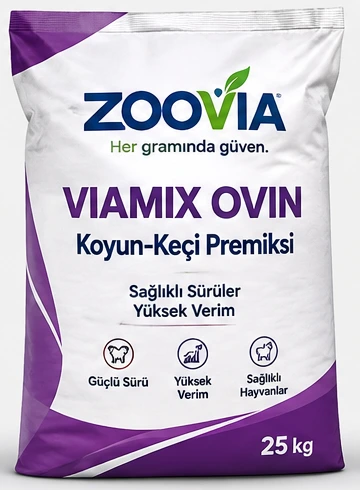 ZOOVIA
Her gramında güven.
VIAMIX OVIN
Koyun-Keçi Premiksi
Sağlıklı Sürüler
Yüksek Verim
Güçlü Sürü
Yüksek
Verim
Sağlıklı
Hayvanlar
25 kg